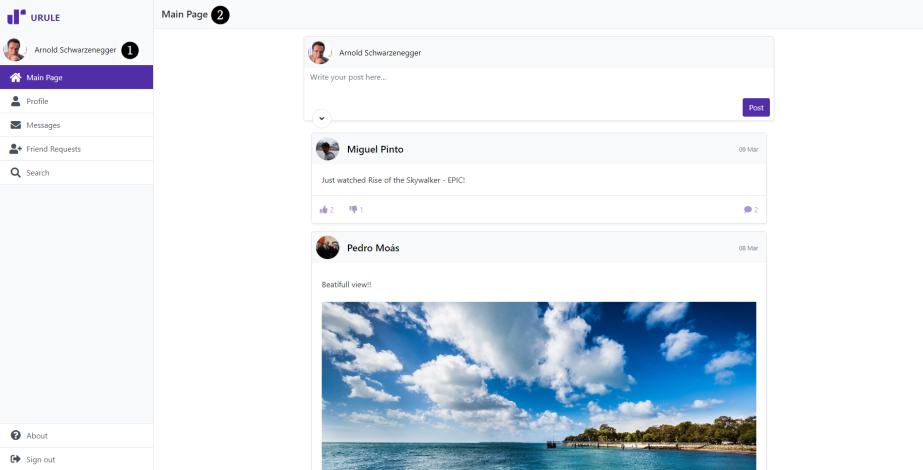 URULE
Arnold Schwarzenegger 1
Main Page
Profile
Messages
Friend Requests
Search
About
Sign out
Main Page 2
Arnold Schwarzenegger
Write your post here...
Post
Miguel Pinto 09 Mar
Just watched Rise of the Skywalker - EPIC!
2 1 2
Pedro Moás 08 Mar
Beatifull view!!